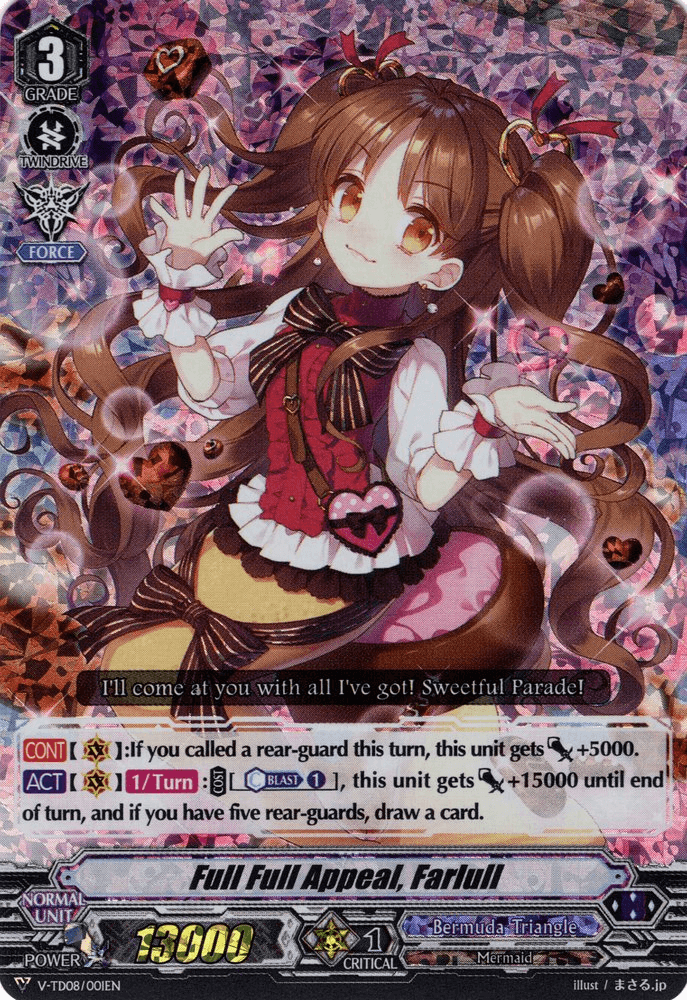 3
GRADE
TWINDRIVE
FORCE
I'll come at you with all I've got! Sweetful Parade!
CONT【 V 】:If you called a rear-guard this turn, this unit gets +5000.
ACT【 V 】1/Turn:COST[ C BLAST 1 ], this unit gets +15000 until end
of turn, and if you have five rear-guards, draw a card.
Full Full Appeal, Farlull
NORMAL
UNIT
POWER 13000
1
CRITICAL
Bermuda Triangle
Mermaid
V-TD08/001EN
illust / まさる.jp